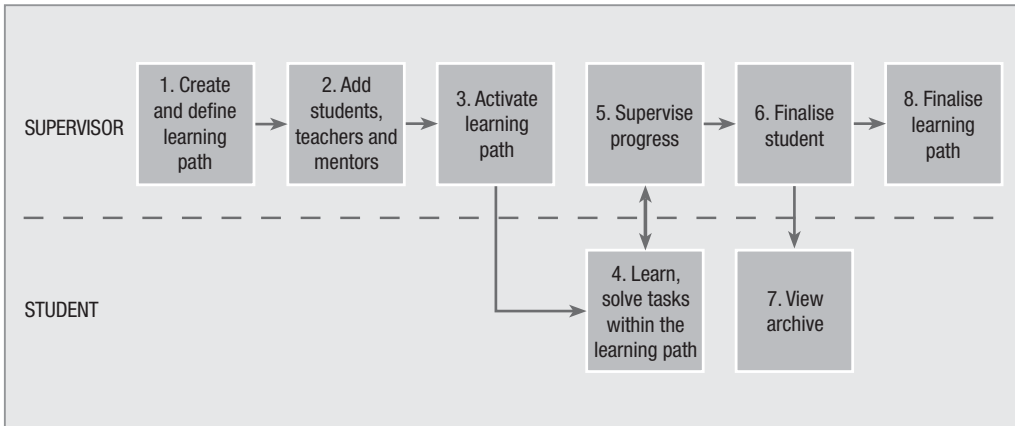 SUPERVISOR
1. Create
and define
learning
path
2. Add
students,
teachers and
mentors
3. Activate
learning
path
5. Supervise
progress
6. Finalise
student
8. Finalise
learning
path
STUDENT
4. Learn,
solve tasks
within the
learning path
7. View
archive